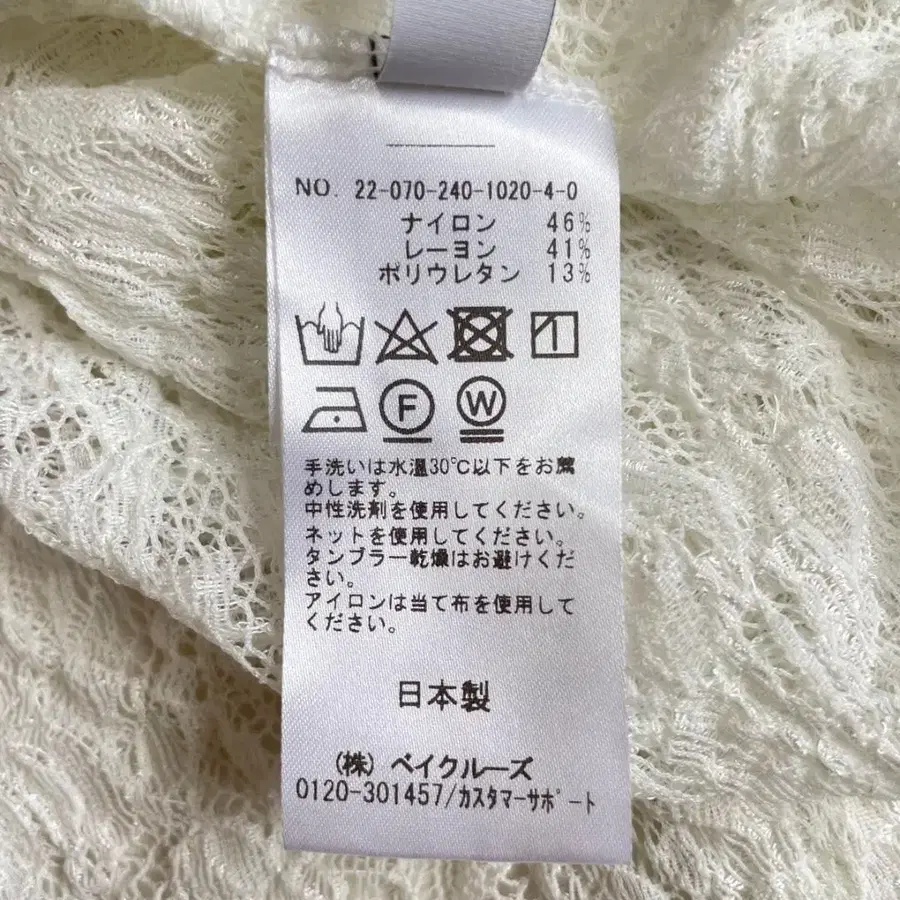 NO. 22-070-240-1020-4-0
ナイロン 46%
レーヨン 41%
ポリウレタン 13%
F
W
手洗いは水温30℃以下をお薦
めします。
中性洗剤を使用してください。
ネットを使用してください。
タンブラー乾燥はお避けくだ
さい。
アイロンは当て布を使用して
ください。
日本製
(株) ベイクルーズ
0120-301457/カスタマーサポート